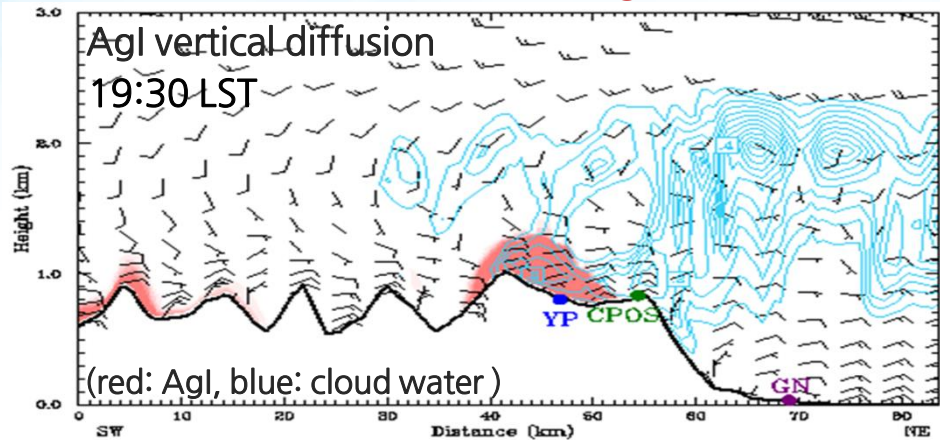 AgI vertical diffusion
19:30 LST
3.0
2.0
1.0
0.0
Height (km)
.4
YP
CPOS
GN
(red: AgI, blue: cloud water )
0 10 20 30 40 50 60 70 80
SW Distance (km) NE